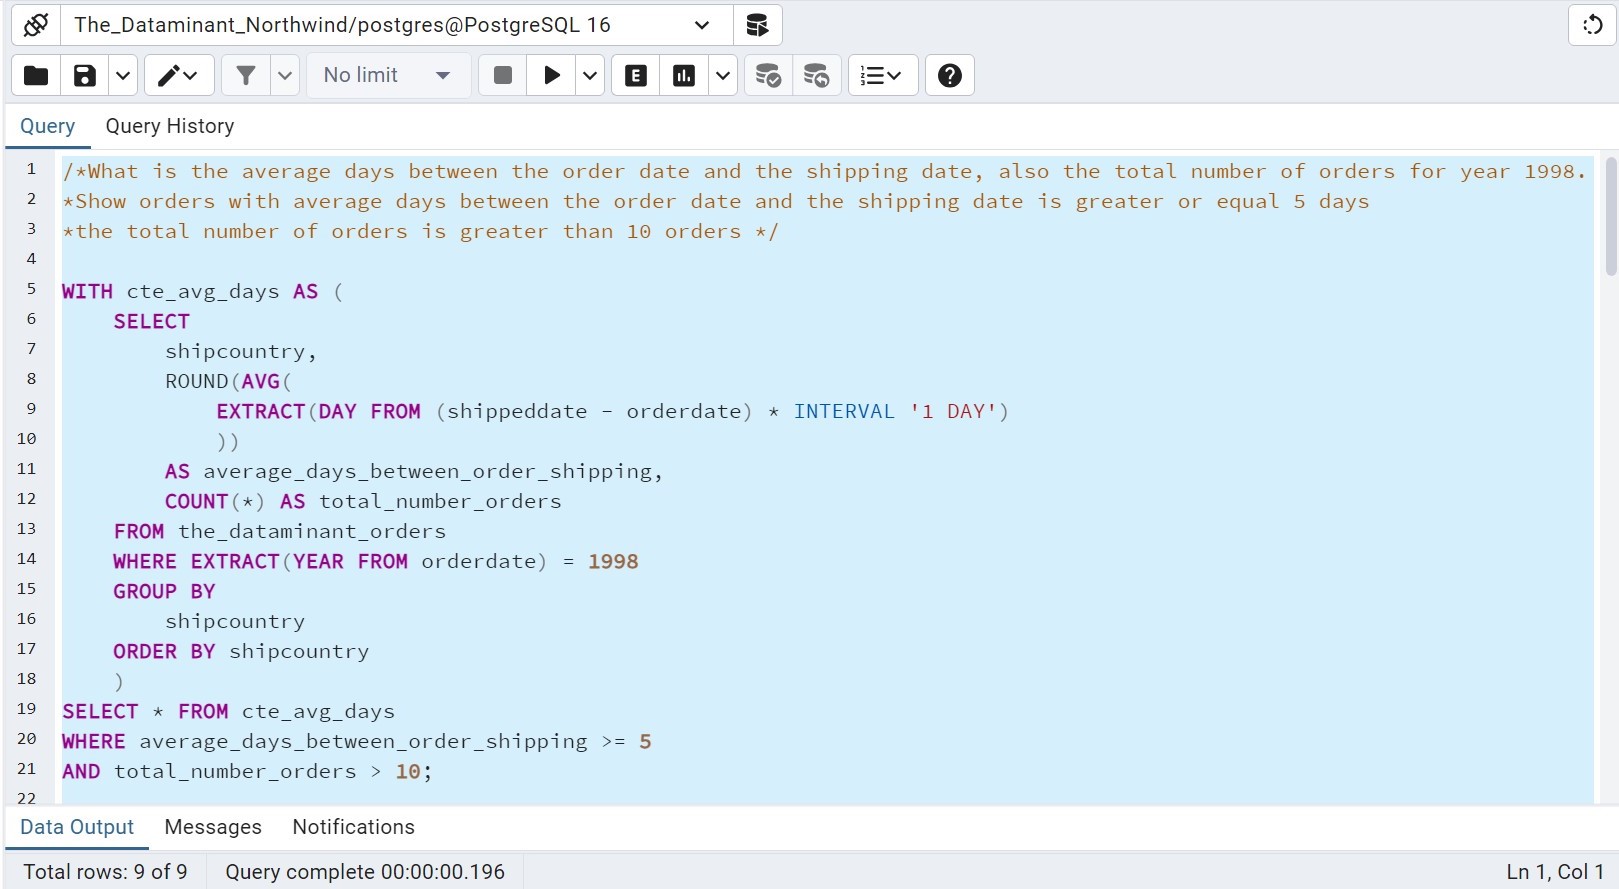 The_Dataminant_Northwind/postgres@PostgreSQL 16
No limit
E
Query Query History
1 /*What is the average days between the order date and the shipping date, also the total number of orders for year 1998.
2 *Show orders with average days between the order date and the shipping date is greater or equal 5 days
3 *the total number of orders is greater than 10 orders */
4
5 WITH cte_avg_days AS (
6 SELECT
7 shipcountry,
8 ROUND(AVG(
9 EXTRACT(DAY FROM (shippeddate - orderdate) * INTERVAL '1 DAY')
10 ))
11 AS average_days_between_order_shipping,
12 COUNT(*) AS total_number_orders
13 FROM the_dataminant_orders
14 WHERE EXTRACT(YEAR FROM orderdate) = 1998
15 GROUP BY
16 shipcountry
17 ORDER BY shipcountry
18 )
19 SELECT * FROM cte_avg_days
20 WHERE average_days_between_order_shipping >= 5
21 AND total_number_orders > 10;
22
Data Output Messages Notifications
Total rows: 9 of 9 Query complete 00:00:00.196 Ln 1, Col 1